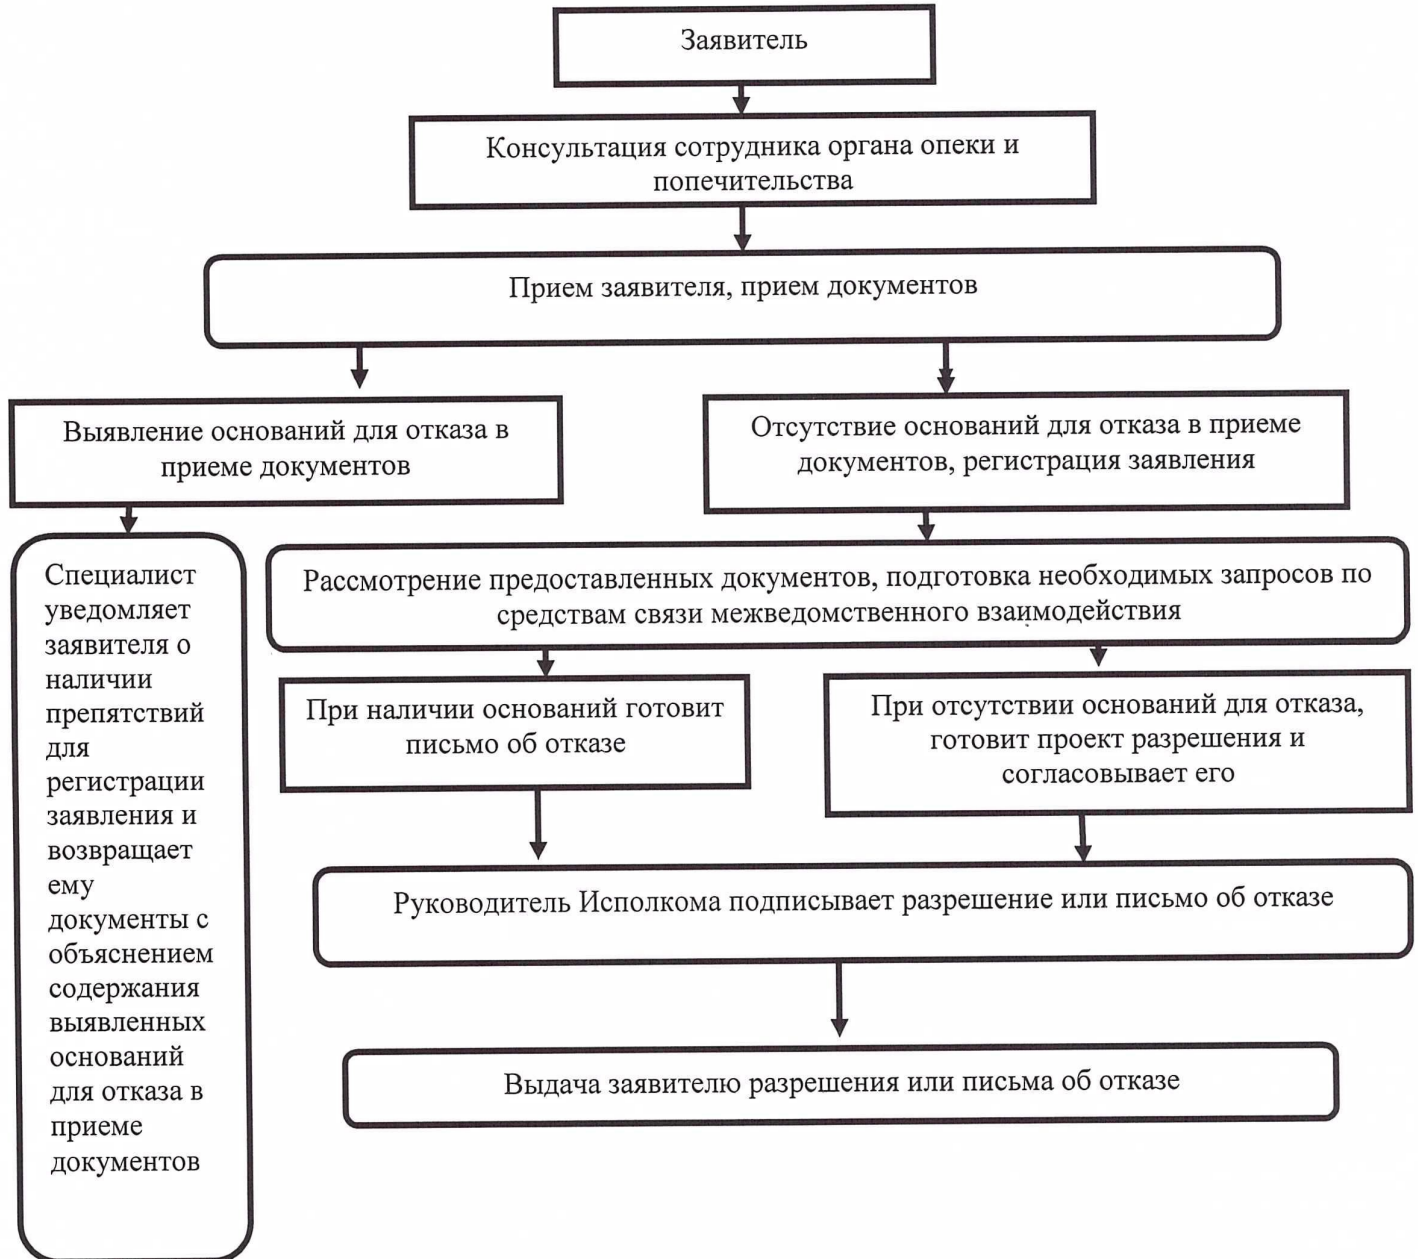 Заявитель
Консультация сотрудника органа опеки и
попечительства
Прием заявителя, прием документов
Выявление оснований для отказа в
приеме документов
Отсутствие оснований для отказа в приеме
документов, регистрация заявления
Специалист
уведомляет
заявителя о
наличии
препятствий
для
регистрации
заявления и
возвращает
ему
документы с
объяснением
содержания
выявленных
оснований
для отказа в
приеме
документов
Рассмотрение предоставленных документов, подготовка необходимых запросов по
средствам связи межведомственного взаимодействия
При наличии оснований готовит
письмо об отказе
При отсутствии оснований для отказа,
готовит проект разрешения и
согласовывает его
Руководитель Исполкома подписывает разрешение или письмо об отказе
Выдача заявителю разрешения или письма об отказе